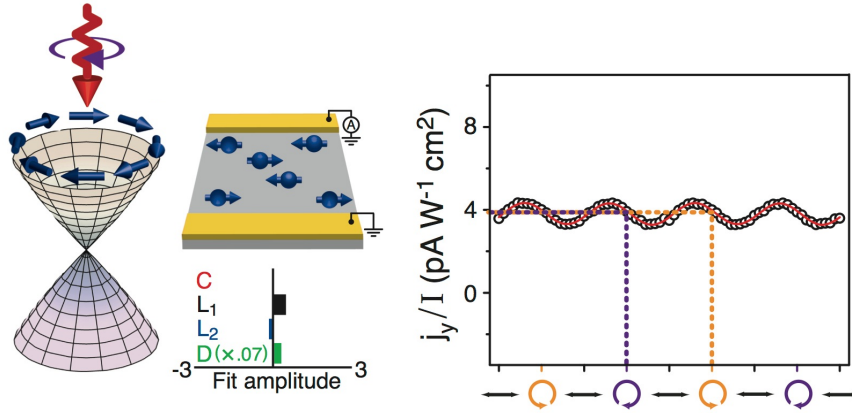 A
C
L₁
L₂
D(×.07)
-3 3
Fit amplitude
8
4
0
j_y/I (pA W⁻¹ cm²)